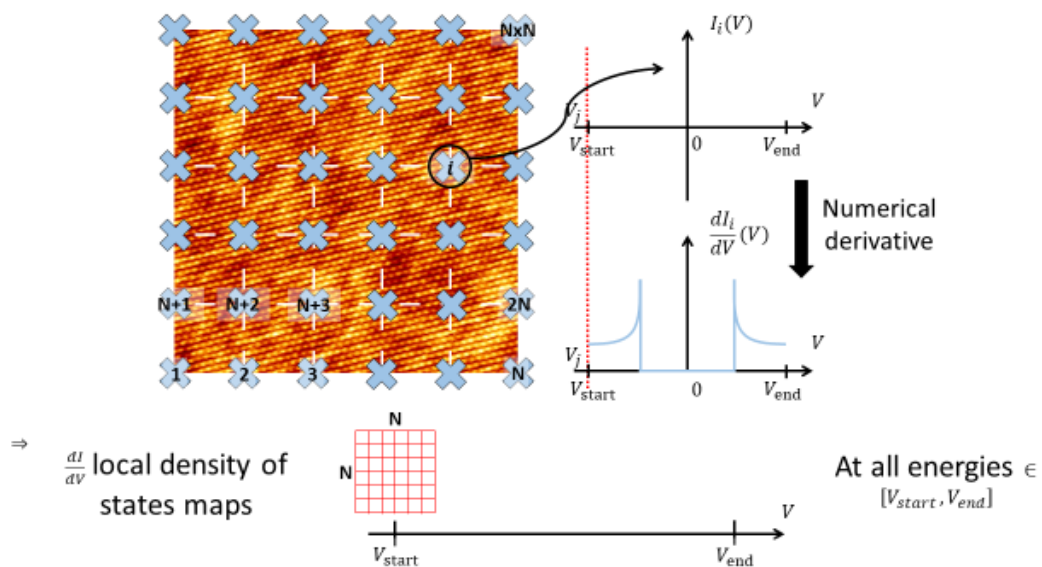 N×N
I_i(V)
V
V_j
V_start
0
V_end
i
Numerical
derivative
dI_i/dV (V)
N+1 N+2 N+3 2N
V_j
V
1 2 3 N
V_start
0
V_end
⇒
N
N
dI/dV local density of
states maps
At all energies ∈
[V_start, V_end]
V
V_start
V_end